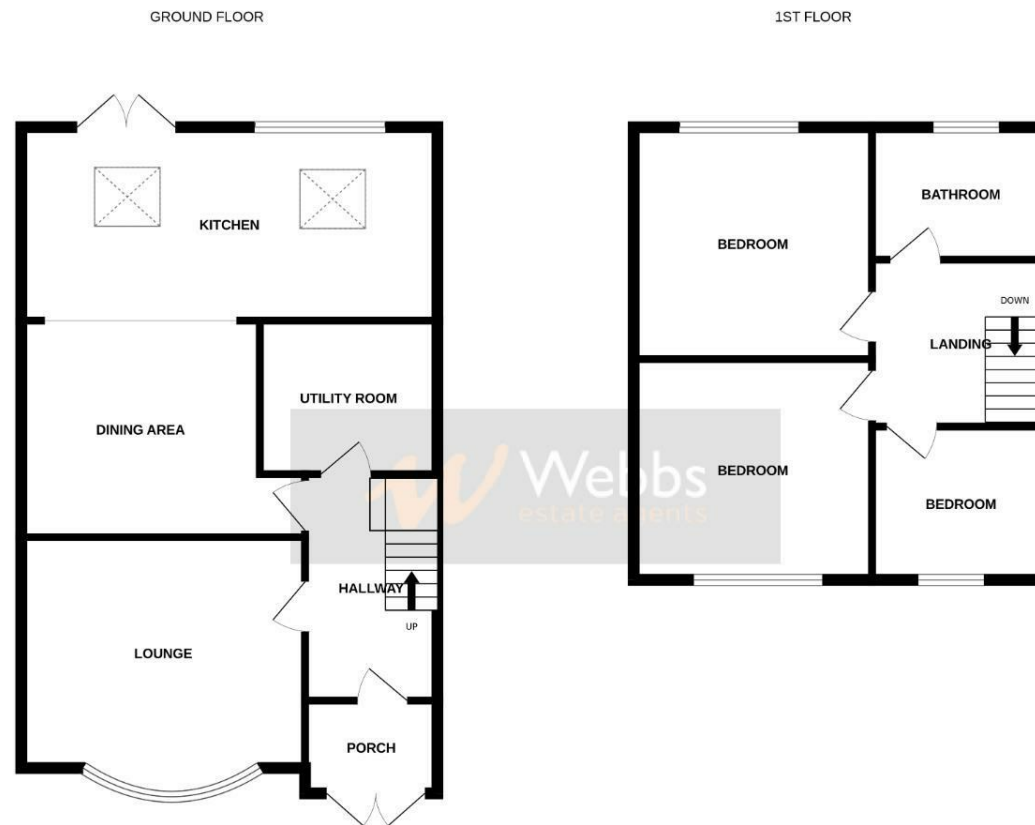 GROUND FLOOR
KITCHEN
UTILITY ROOM
DINING AREA
HALLWAY
UP
LOUNGE
PORCH
1ST FLOOR
BATHROOM
BEDROOM
DOWN
LANDING
BEDROOM
BEDROOM
Webbs
estate agents